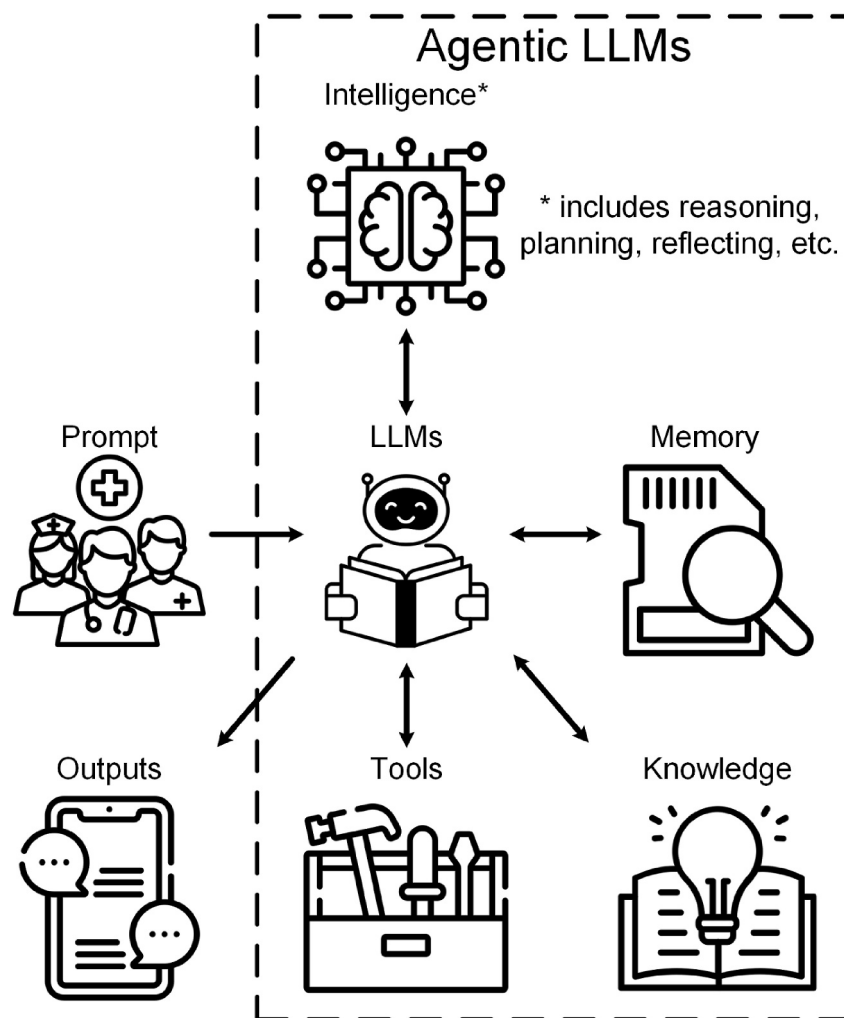 Agentic LLMs
Intelligence*
* includes reasoning,
planning, reflecting, etc.
Prompt
LLMs
Memory
Outputs
Tools
Knowledge